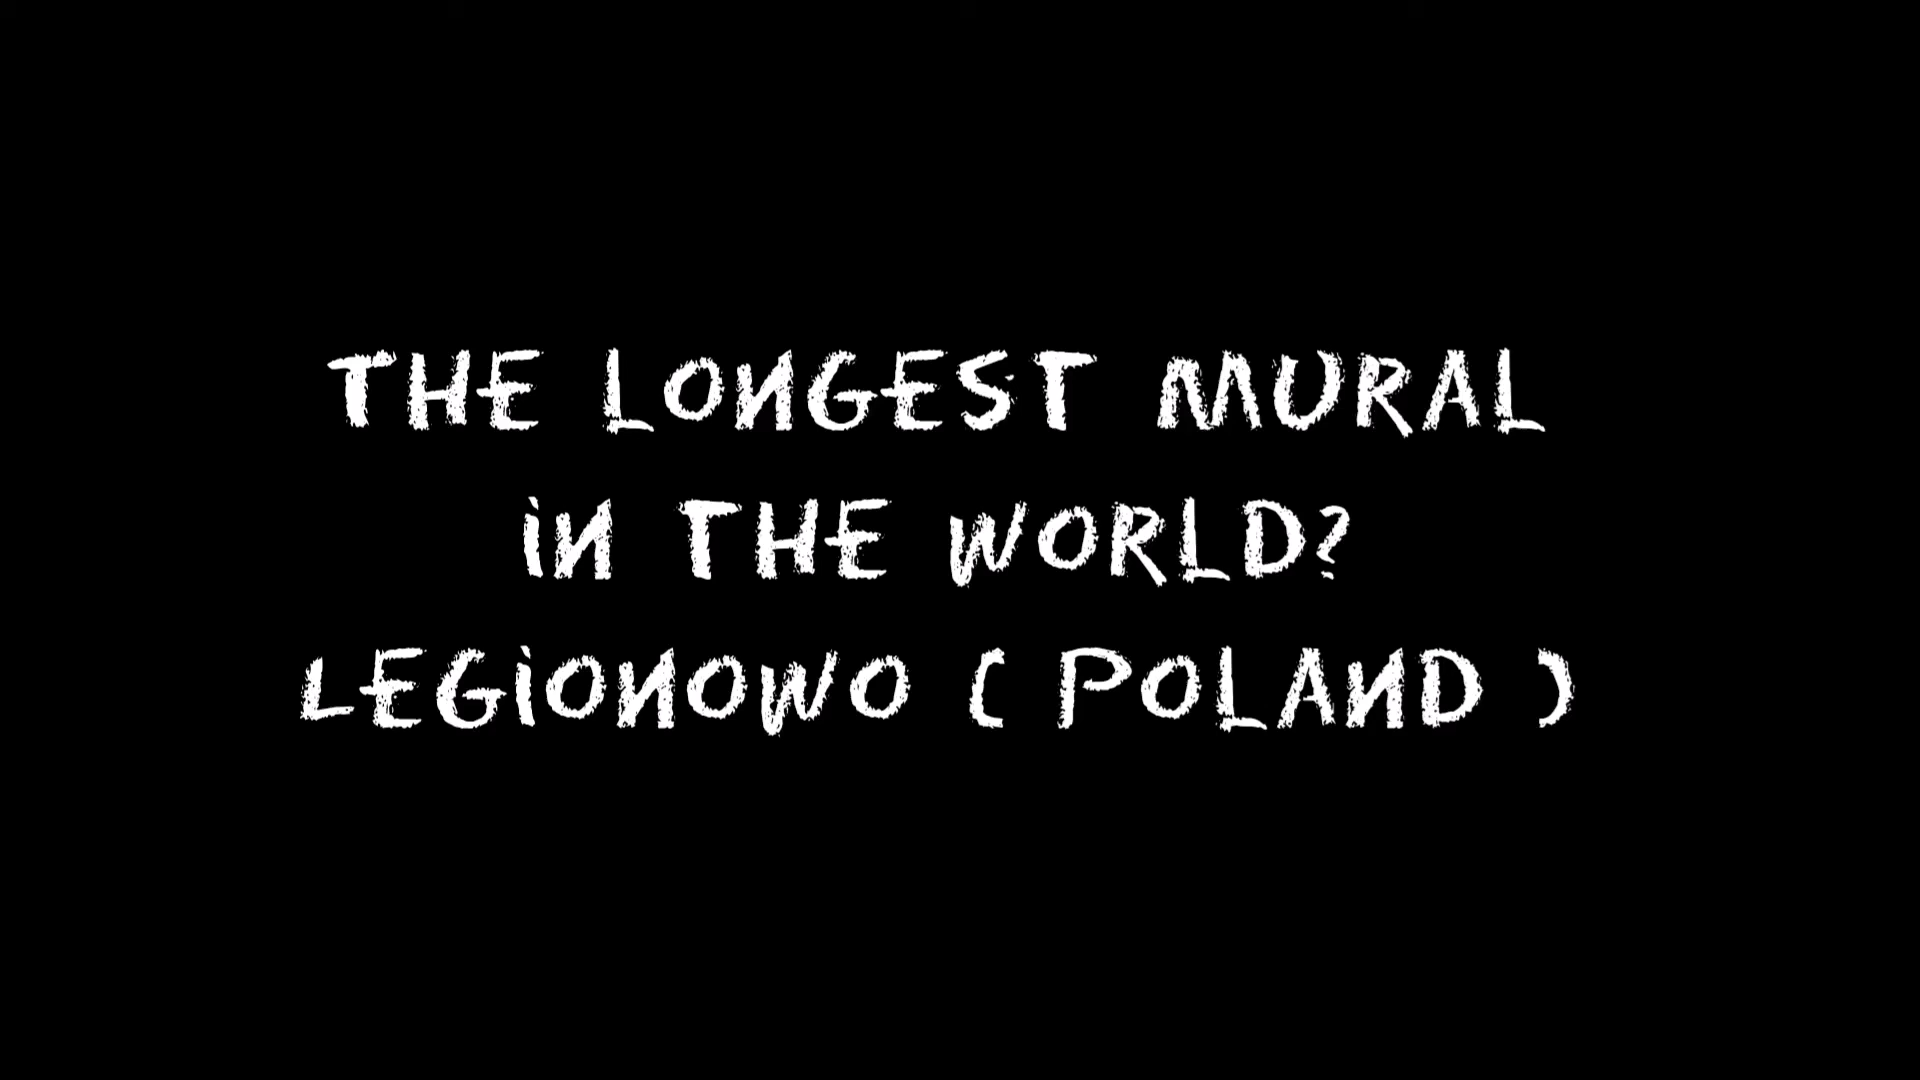 THE LONGEST MURAL
iN THE WORLD?
LEGiONOWO ( POLAND )